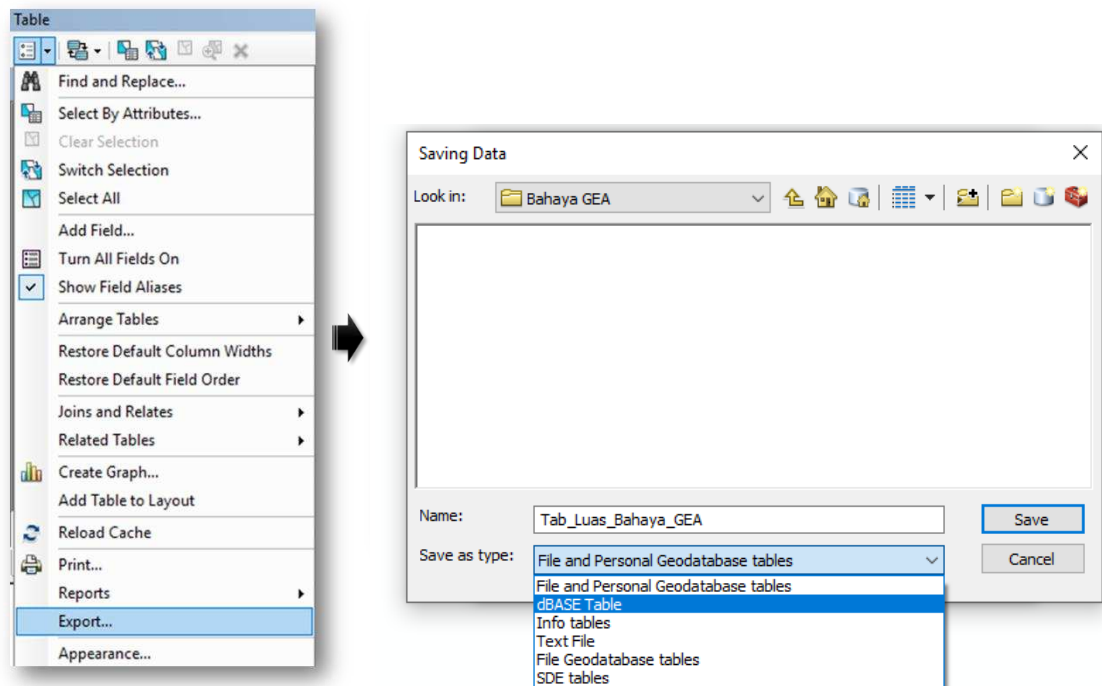 Table
Find and Replace...
Select By Attributes...
Clear Selection
Switch Selection
Select All
Add Field...
Turn All Fields On
Show Field Aliases
Arrange Tables
Restore Default Column Widths
Restore Default Field Order
Joins and Relates
Related Tables
Create Graph...
Add Table to Layout
Reload Cache
Print...
Reports
Export...
Appearance...
Saving Data
Look in: Bahaya GEA
Name: Tab_Luas_Bahaya_GEA Save
Save as type: File and Personal Geodatabase tables Cancel
File and Personal Geodatabase tables
dBASE Table
Info tables
Text File
File Geodatabase tables
SDE tables